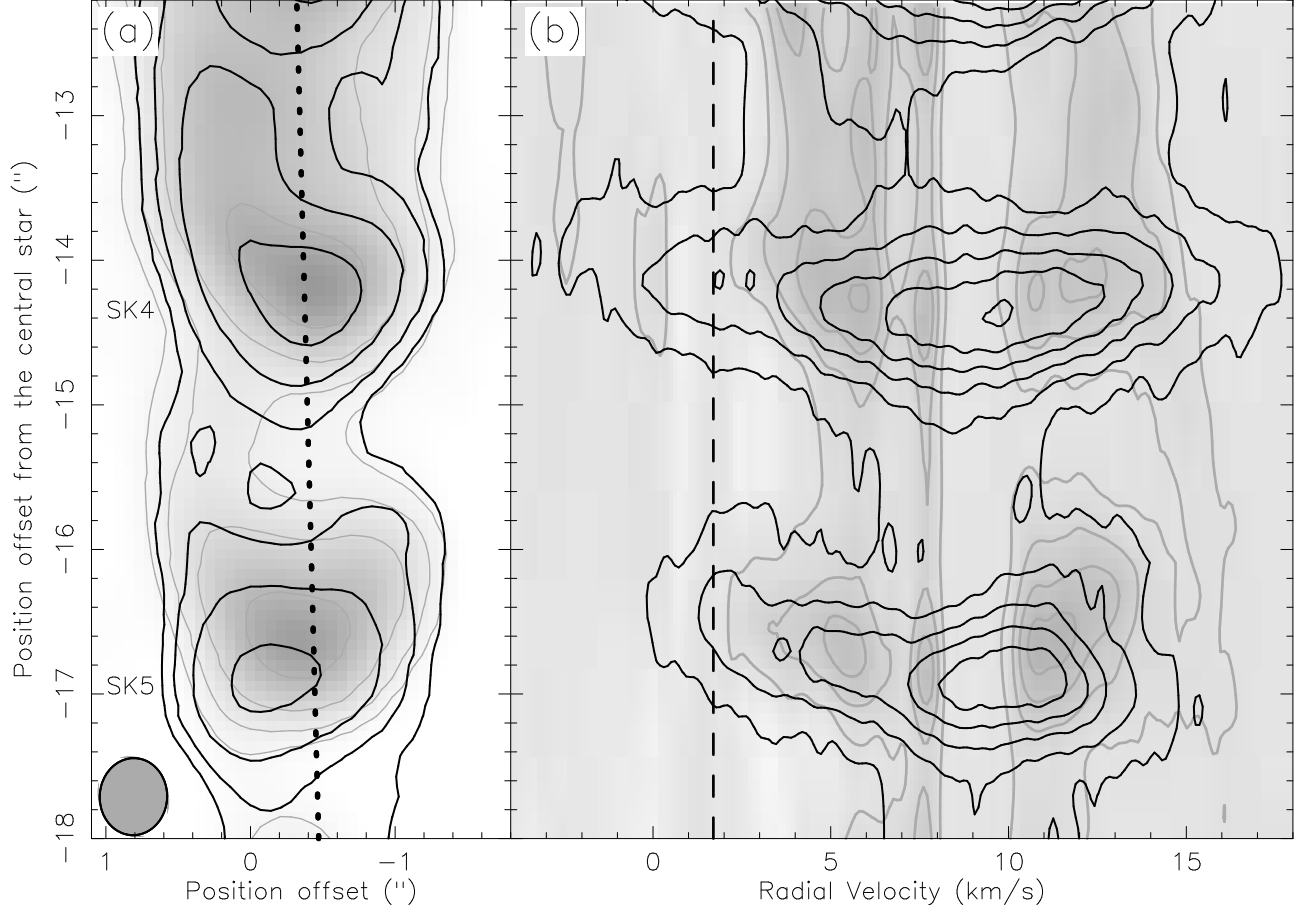 (a)
(b)
Position offset from the central star (")
−13
−14
−15
−16
−17
−18
SK4
SK5
1
0
−1
0
5
10
15
Position offset (")
Radial Velocity (km/s)